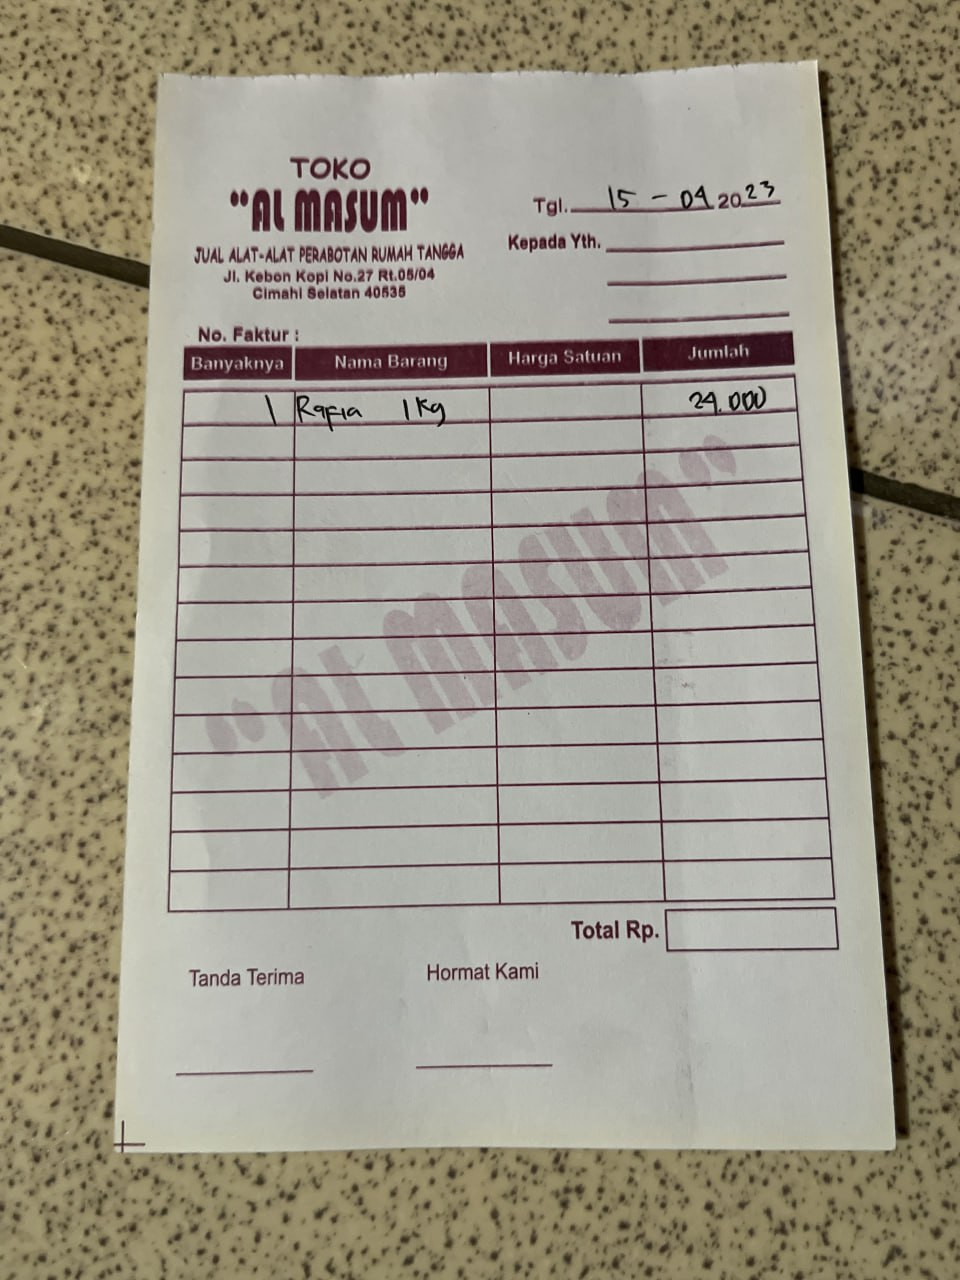 TOKO
"AL MASUM"
JUAL ALAT-ALAT PERABOTAN RUMAH TANGGA
Jl. Kebon Kopi No.27 Rt.05/04
Cimahi Selatan 40535
Tgl. 15 - 04 2023
Kepada Yth.
No. Faktur :
Banyaknya Nama Barang Harga Satuan Jumlah
1 Rafia 1 Kg 24.000
"AL MASUM"
Total Rp.
Tanda Terima Hormat Kami